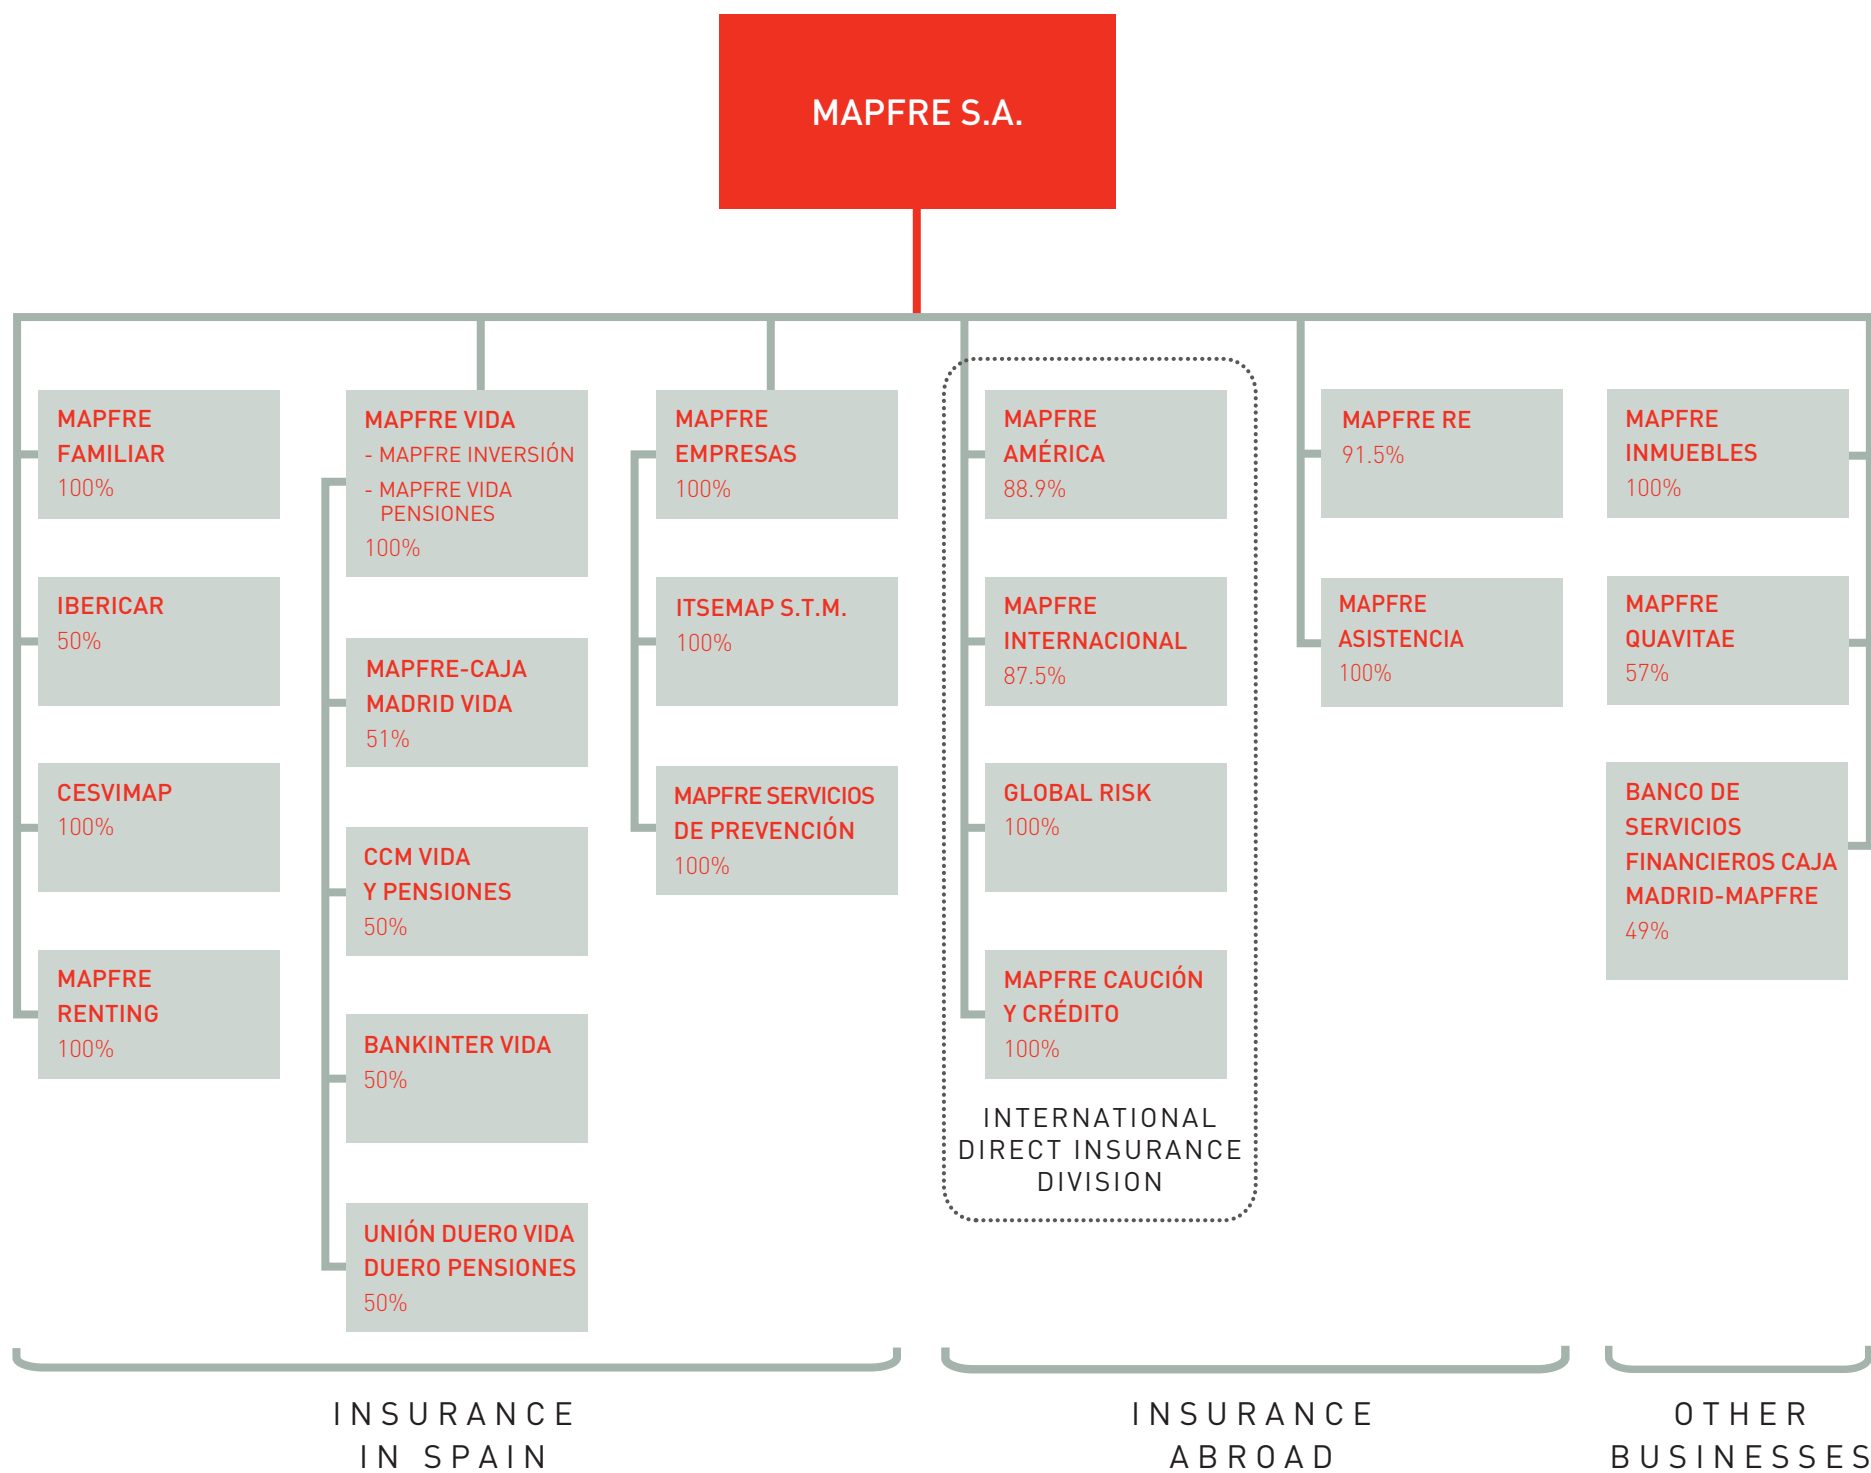 MAPFRE S.A.
MAPFRE
FAMILIAR
100%
IBERICAR
50%
CESVIMAP
100%
MAPFRE
RENTING
100%
MAPFRE VIDA
- MAPFRE INVERSIÓN
- MAPFRE VIDA
PENSIONES
100%
MAPFRE-CAJA
MADRID VIDA
51%
CCM VIDA
Y PENSIONES
50%
BANKINTER VIDA
50%
UNIÓN DUERO VIDA
DUERO PENSIONES
50%
MAPFRE
EMPRESAS
100%
ITSEMAP S.T.M.
100%
MAPFRE SERVICIOS
DE PREVENCIÓN
100%
MAPFRE
AMÉRICA
88.9%
MAPFRE
INTERNACIONAL
87.5%
GLOBAL RISK
100%
MAPFRE CAUCIÓN
Y CRÉDITO
100%
INTERNATIONAL
DIRECT INSURANCE
DIVISION
MAPFRE RE
91.5%
MAPFRE
ASISTENCIA
100%
MAPFRE
INMUEBLES
100%
MAPFRE
QUAVITAE
57%
BANCO DE
SERVICIOS
FINANCIEROS CAJA
MADRID-MAPFRE
49%
INSURANCE
IN SPAIN
INSURANCE
ABROAD
OTHER
BUSINESSES